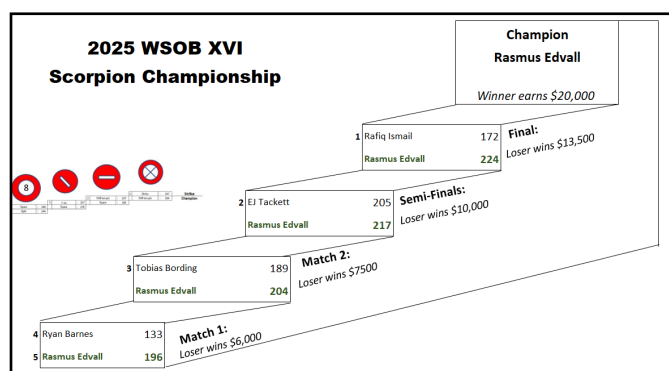 2025 WSOB XVI
Scorpion Championship
Champion
Rasmus Edvall
Winner earns $20,000
1 Rafiq Ismail 172
Rasmus Edvall 224
Final:
Loser wins $13,500
8
2 EJ Tackett 205
Rasmus Edvall 217
Semi-Finals:
Loser wins $10,000
3 Tobias Bording 189
Rasmus Edvall 204
Match 2:
Loser wins $7500
4 Ryan Barnes 133
5 Rasmus Edvall 196
Match 1:
Loser wins $6,000